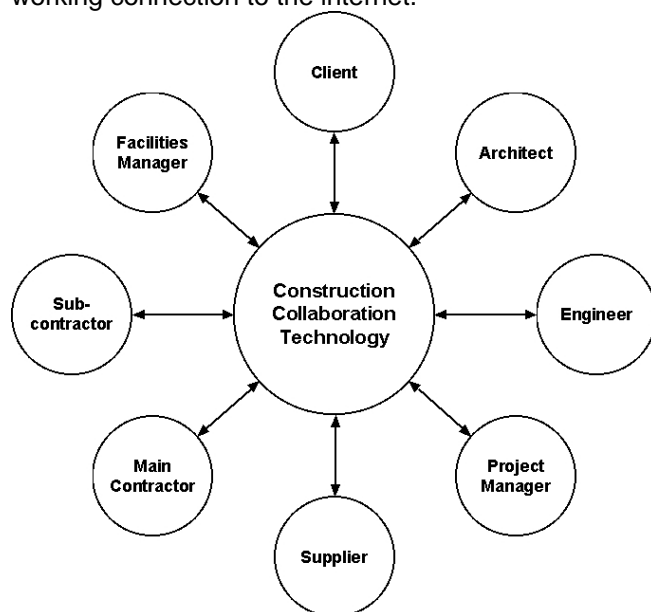 working connection to the internet.
Client
Facilities
Manager
Architect
Sub-
contractor
Construction
Collaboration
Technology
Engineer
Main
Contractor
Project
Manager
Supplier